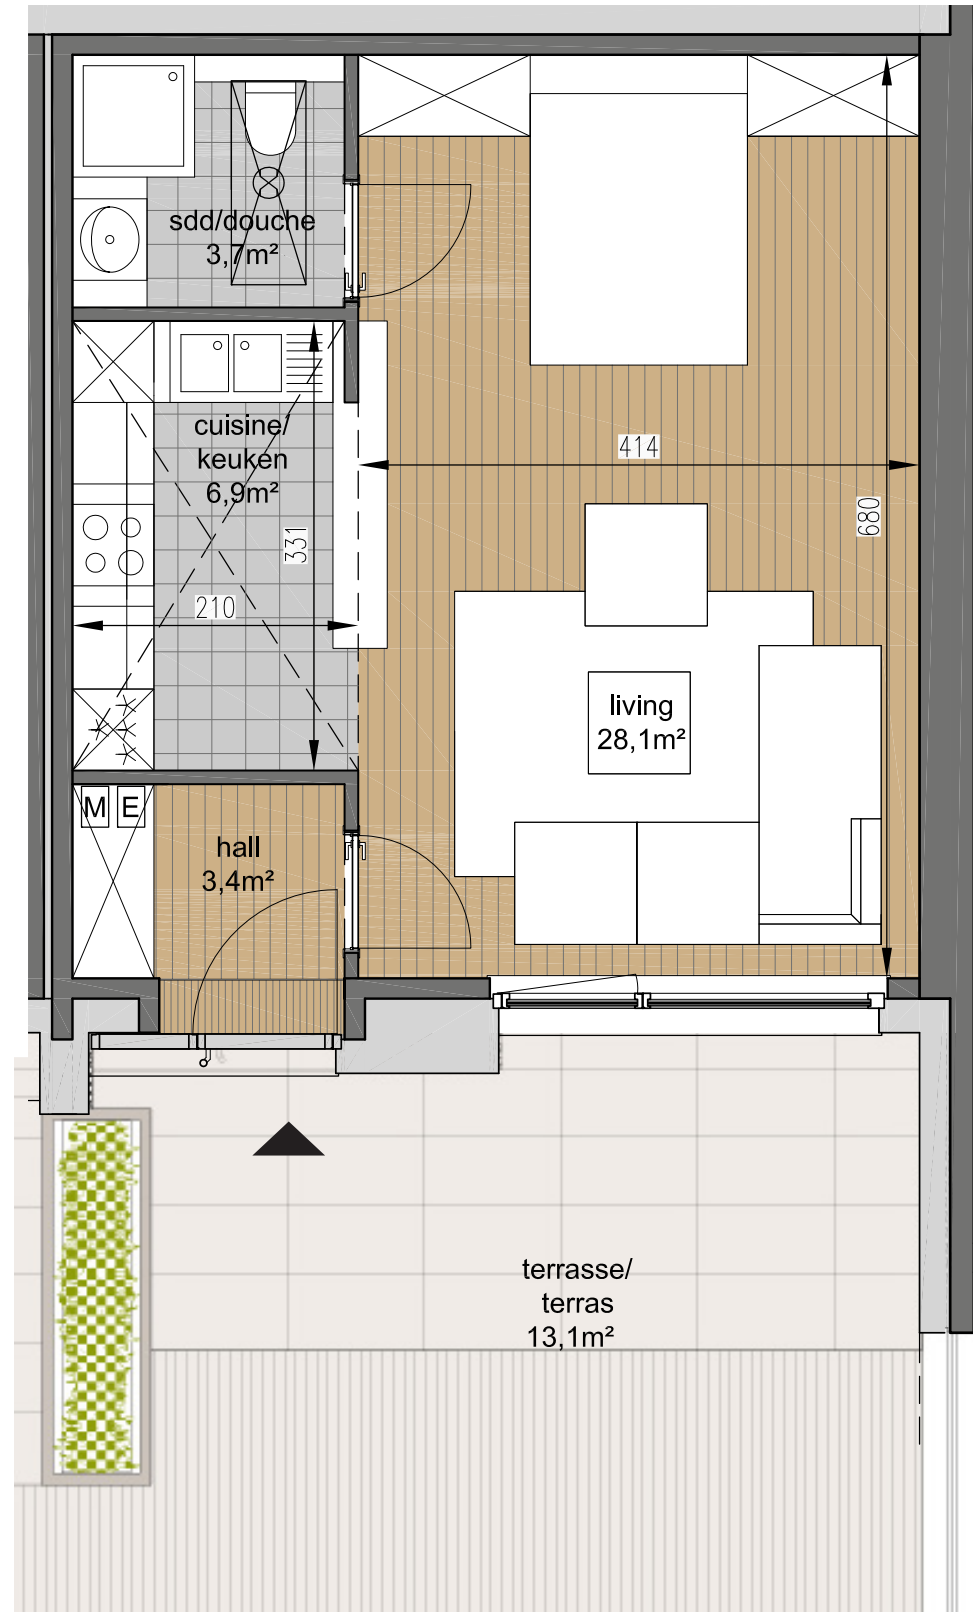 sdd/douche
3,7m²
cuisine/
keuken
6,9m²
414
680
331
210
living
28,1m²
M E
hall
3,4m²
terrasse/
terras
13,1m²